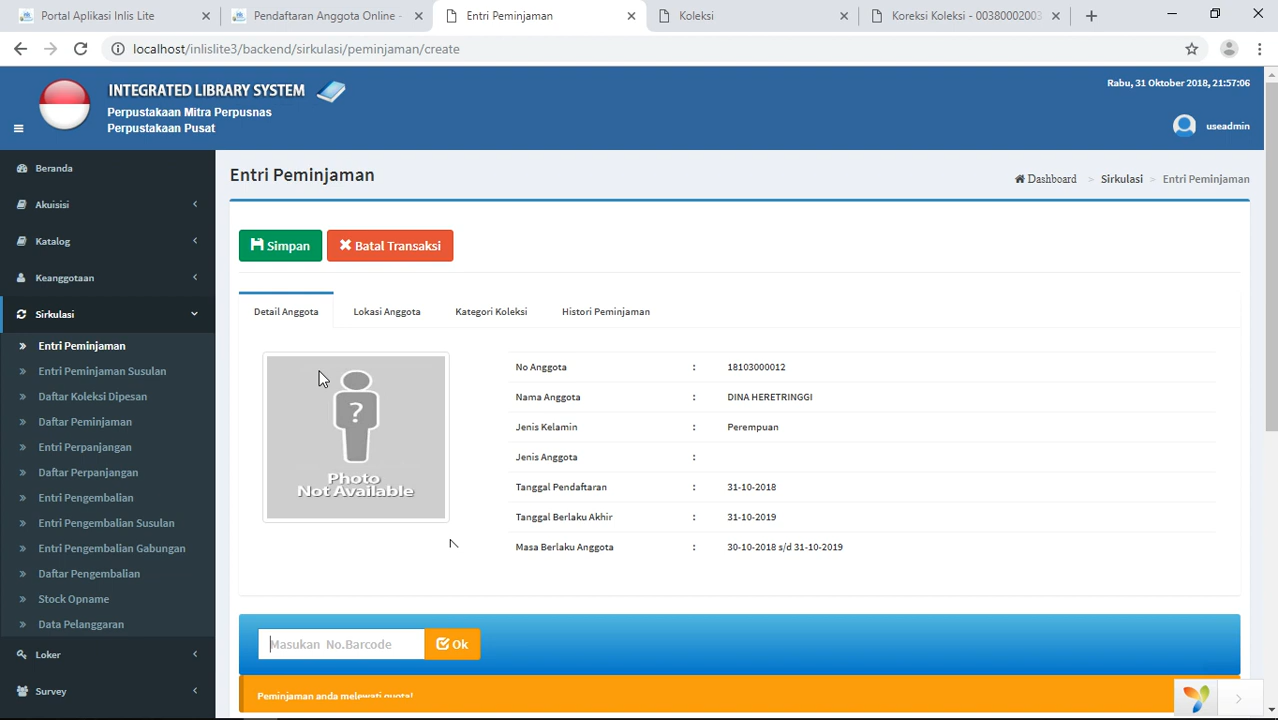 Portal Aplikasi Inlis Lite
Pendaftaran Anggota Online -
Entri Peminjaman
Koleksi
Koreksi Koleksi - 00380002003
localhost/inlislite3/backend/sirkulasi/peminjaman/create
INTEGRATED LIBRARY SYSTEM
Perpustakaan Mitra Perpusnas
Perpustakaan Pusat
Rabu, 31 Oktober 2018, 21:57:06
useadmin
Beranda
Akuisisi
Katalog
Keanggotaan
Sirkulasi
Entri Peminjaman
Entri Peminjaman Susulan
Daftar Koleksi Dipesan
Daftar Peminjaman
Entri Perpanjangan
Daftar Perpanjangan
Entri Pengembalian
Entri Pengembalian Susulan
Entri Pengembalian Gabungan
Daftar Pengembalian
Stock Opname
Data Pelanggaran
Loker
Survey
Entri Peminjaman
Dashboard > Sirkulasi > Entri Peminjaman
Simpan
Batal Transaksi
Detail Anggota
Lokasi Anggota
Kategori Koleksi
Histori Peminjaman
?
Photo
Not Available
No Anggota : 18103000012
Nama Anggota : DINA HERETRINGGI
Jenis Kelamin : Perempuan
Jenis Anggota :
Tanggal Pendaftaran : 31-10-2018
Tanggal Berlaku Akhir : 31-10-2019
Masa Berlaku Anggota : 30-10-2018 s/d 31-10-2019
Masukan No.Barcode
Ok
Peminjaman anda melewati quota!